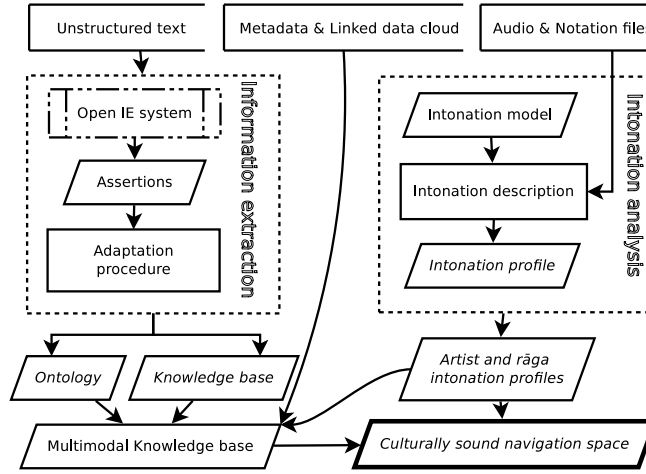 Unstructured text
Metadata & Linked data cloud
Audio & Notation files
Information extraction
Open IE system
Assertions
Adaptation
procedure
Intonation analysis
Intonation model
Intonation description
Intonation profile
Ontology
Knowledge base
Artist and rāga
intonation profiles
Multimodal Knowledge base
Culturally sound navigation space